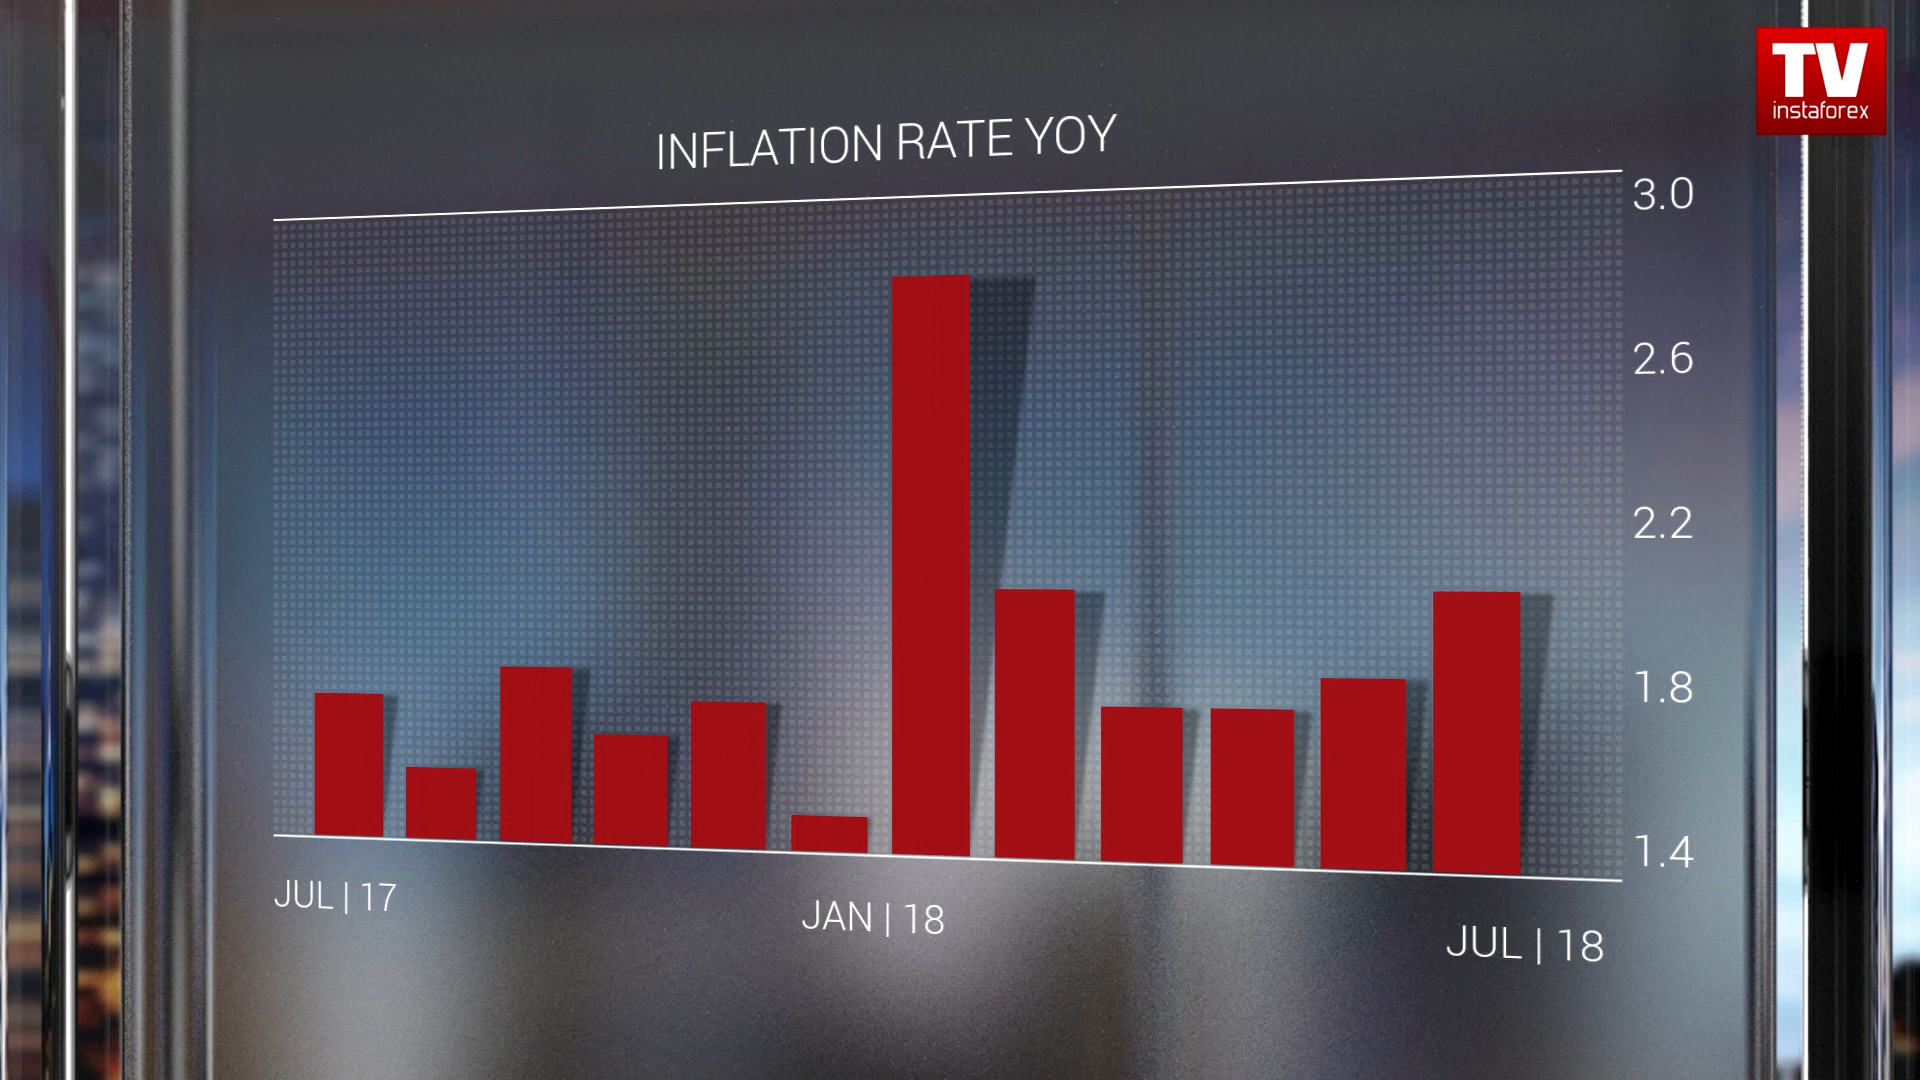 TV
instaforex
INFLATION RATE YOY
3.0
2.6
2.2
1.8
1.4
JUL | 17
JAN | 18
JUL | 18